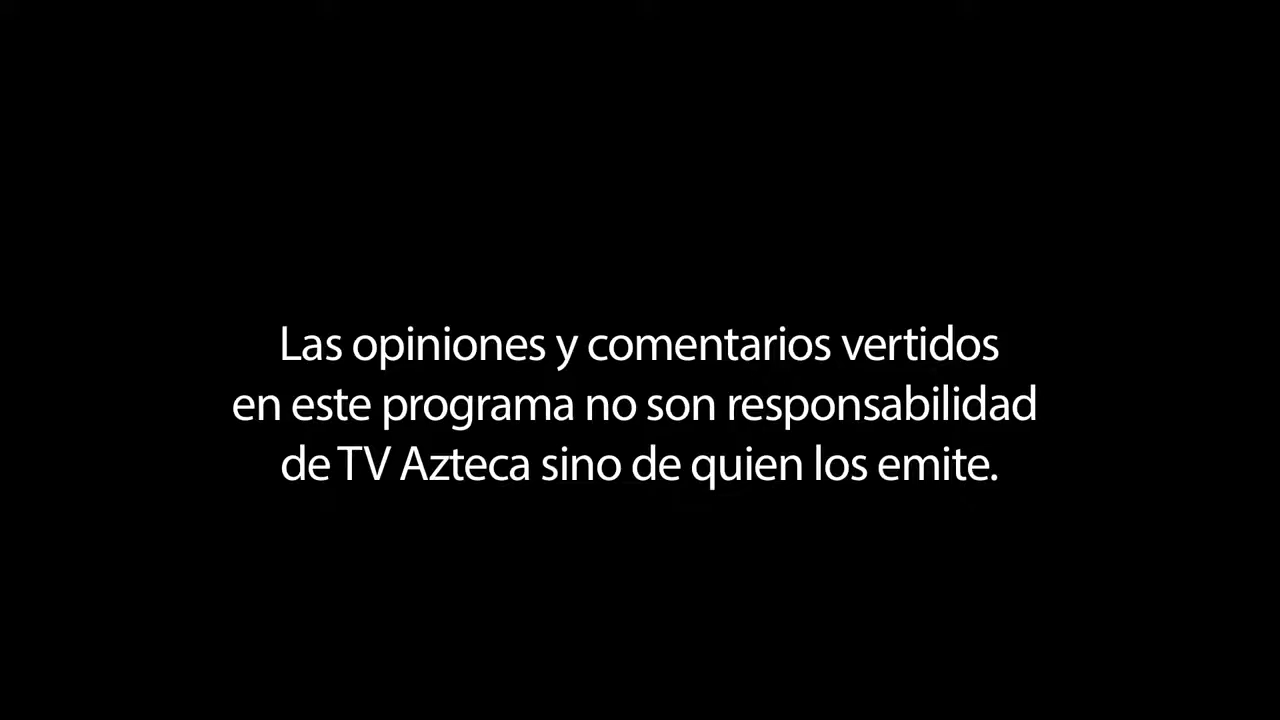 Las opiniones y comentarios vertidos
en este programa no son responsabilidad
de TV Azteca sino de quien los emite.